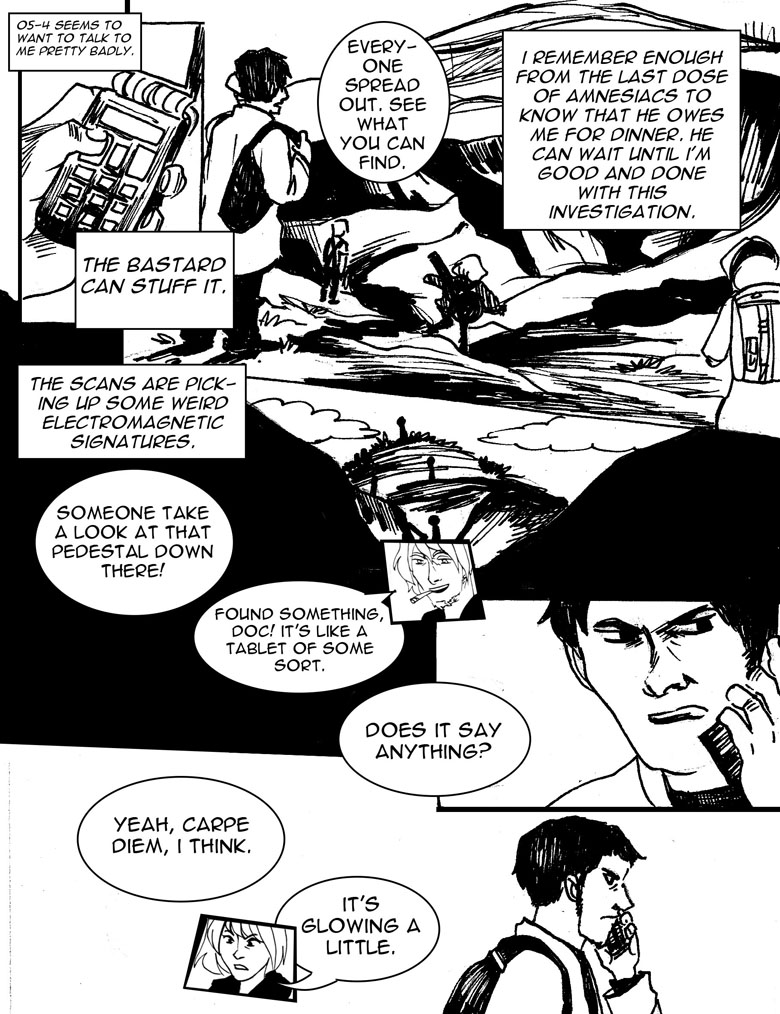 05-4 SEEMS TO
WANT TO TALK TO
ME PRETTY BADLY.
EVERY-
ONE
SPREAD
OUT. SEE
WHAT
YOU CAN
FIND.
I REMEMBER ENOUGH
FROM THE LAST DOSE
OF AMNESIACS TO
KNOW THAT HE OWES
ME FOR DINNER. HE
CAN WAIT UNTIL I'M
GOOD AND DONE
WITH THIS
INVESTIGATION.
THE BASTARD
CAN STUFF IT.
THE SCANS ARE PICK-
ING UP SOME WEIRD
ELECTROMAGNETIC
SIGNATURES.
SOMEONE TAKE
A LOOK AT THAT
PEDESTAL DOWN
THERE!
FOUND SOMETHING,
DOC! IT'S LIKE A
TABLET OF SOME
SORT.
DOES IT SAY
ANYTHING?
YEAH, CARPE
DIEM, I THINK.
IT'S
GLOWING A
LITTLE.